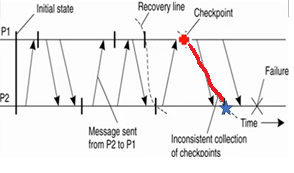 Initial state
Recovery line
Checkpoint
P1
P2
Failure
Time
Message sent
from P2 to P1
Inconsistent collection
of checkpoints